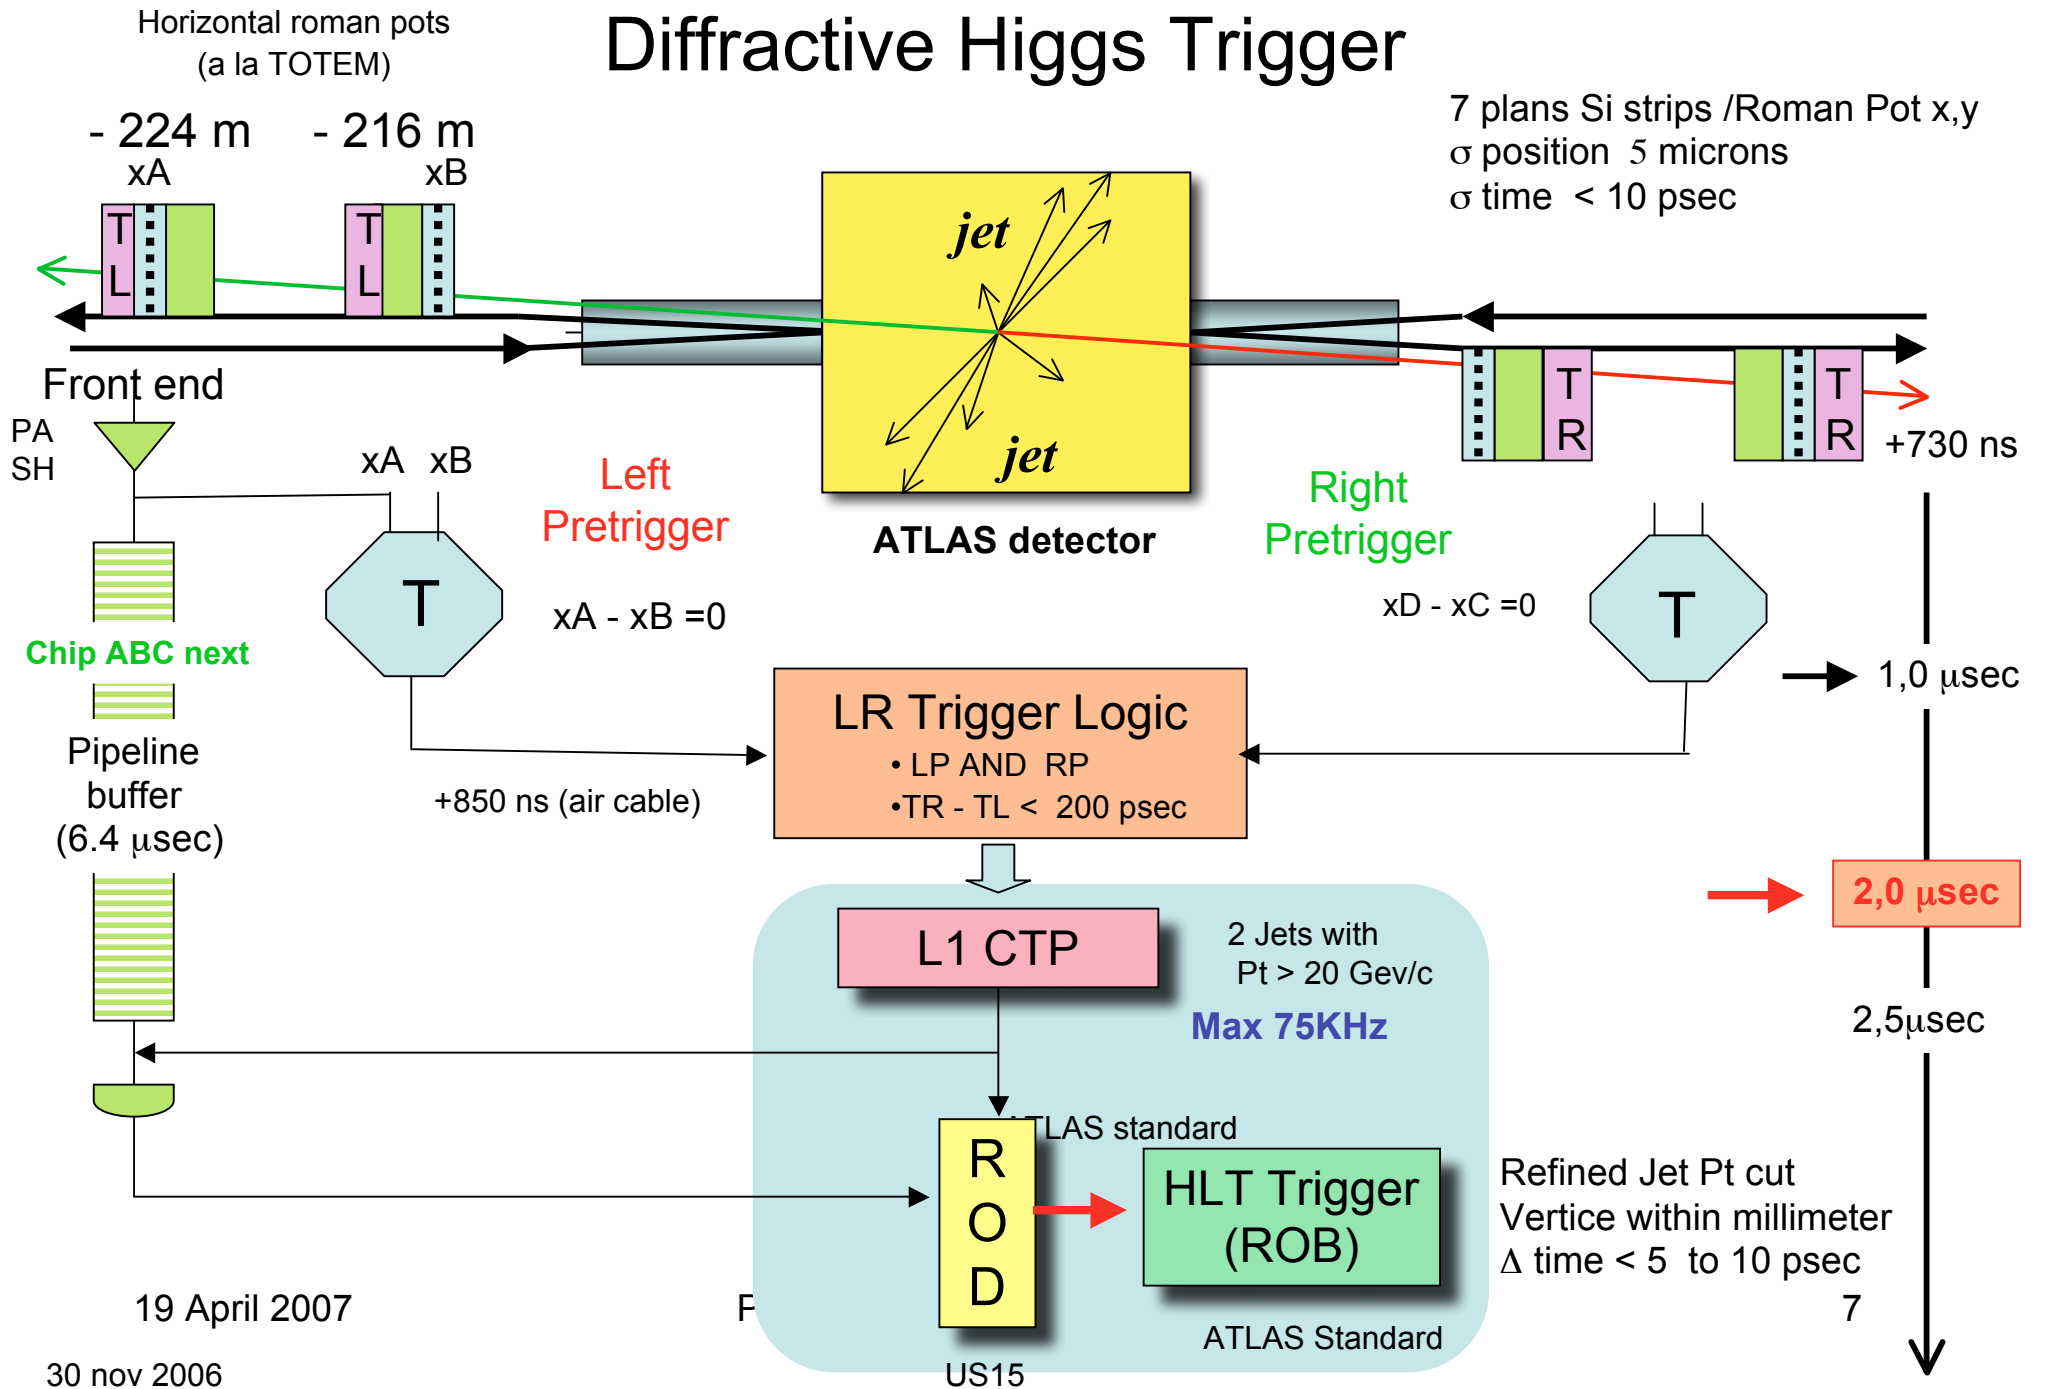 Horizontal roman pots
(a la TOTEM)
Diffractive Higgs Trigger
- 224 m
- 216 m
xA
xB
7 plans Si strips /Roman Pot x,y
σ position 5 microns
σ time < 10 psec
T
L
T
L
jet
jet
T
R
T
R
+730 ns
Front end
PA
SH
xA xB
Left
Pretrigger
ATLAS detector
Right
Pretrigger
T
xA - xB =0
xD - xC =0
T
Chip ABC next
1,0 μsec
Pipeline
buffer
(6.4 μsec)
+850 ns (air cable)
LR Trigger Logic
• LP AND RP
•TR - TL < 200 psec
2,0 μsec
L1 CTP
2 Jets with
Pt > 20 Gev/c
Max 75KHz
2,5μsec
ATLAS standard
R
O
D
HLT Trigger
(ROB)
Refined Jet Pt cut
Vertice within millimeter
Δ time < 5 to 10 psec
19 April 2007
7
ATLAS Standard
30 nov 2006
US15